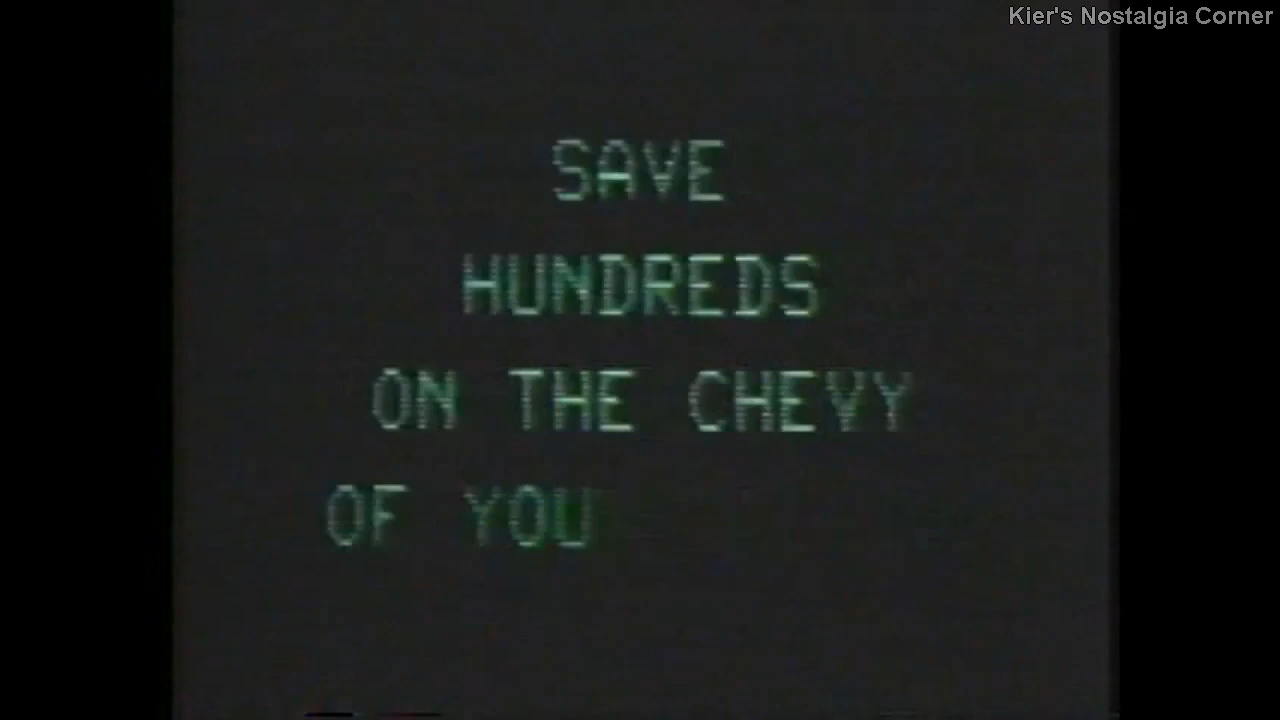 Kier's Nostalgia Corner
SAVE
HUNDREDS
ON THE CHEVY
OF YOU